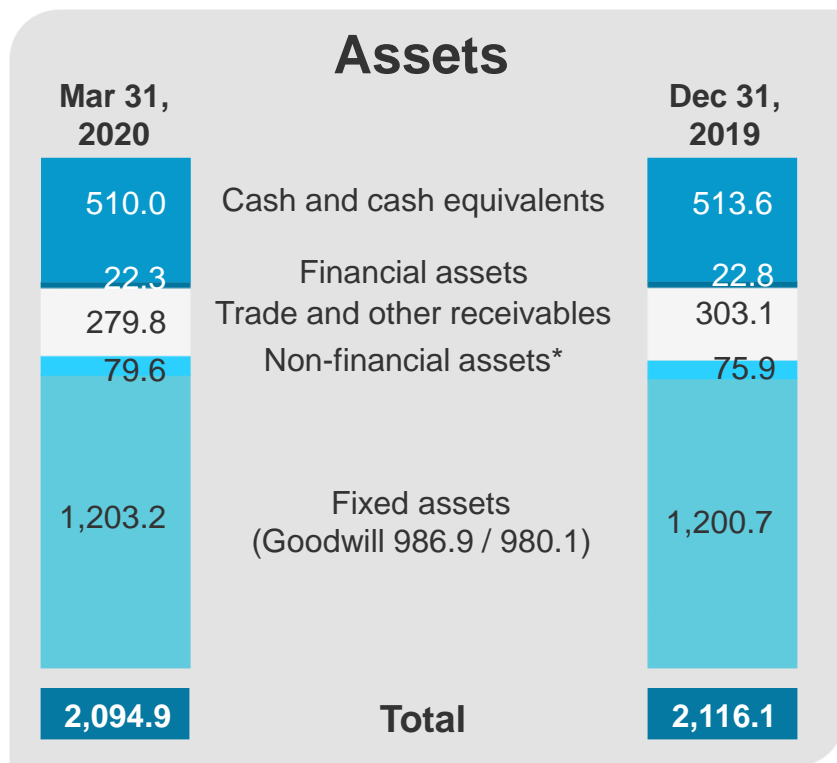 Assets
Mar 31,
2020
Dec 31,
2019
510.0
Cash and cash equivalents
513.6
22.3
Financial assets
22.8
279.8
Trade and other receivables
303.1
79.6
Non-financial assets*
75.9
1,203.2
Fixed assets
(Goodwill 986.9 / 980.1)
1,200.7
2,094.9
Total
2,116.1